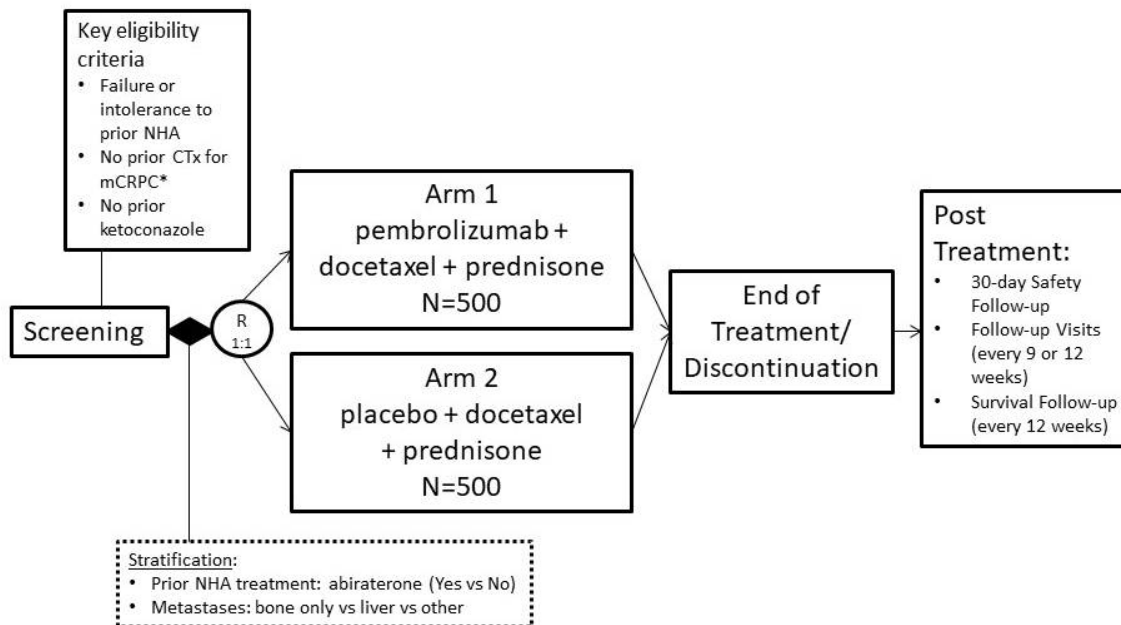 Key eligibility
criteria
• Failure or
intolerance to
prior NHA
• No prior CTx for
mCRPC*
• No prior
ketoconazole
Screening
R
1:1
Arm 1
pembrolizumab +
docetaxel + prednisone
N=500
Arm 2
placebo + docetaxel
+ prednisone
N=500
End of
Treatment/
Discontinuation
Post
Treatment:
• 30-day Safety
Follow-up
• Follow-up Visits
(every 9 or 12
weeks)
• Survival Follow-up
(every 12 weeks)
Stratification:
• Prior NHA treatment: abiraterone (Yes vs No)
• Metastases: bone only vs liver vs other